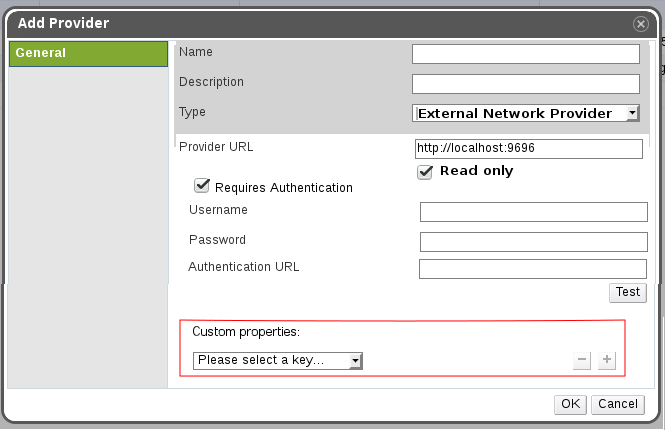 Add Provider
General
Name
Description
Type External Network Provider
Provider URL http://localhost:9696
Read only
Requires Authentication
Username
Password
Authentication URL
Test
Custom properties:
Please select a key...
OK Cancel